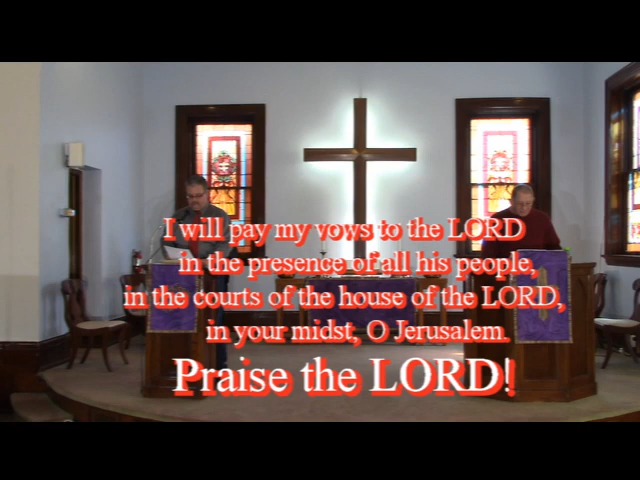 I will pay my vows to the LORD
in the presence of all his people,
in the courts of the house of the LORD,
in your midst, O Jerusalem.
Praise the LORD!